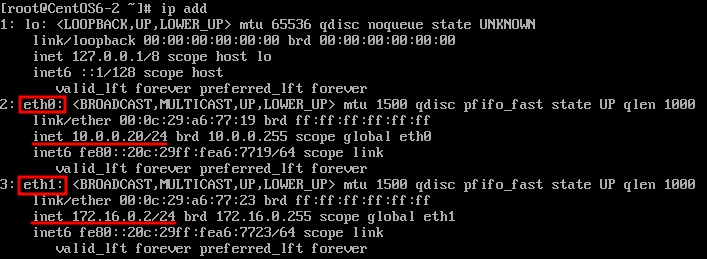 [root@CentOS6-2 ~]# ip add
1: lo: <LOOPBACK,UP,LOWER_UP> mtu 65536 qdisc noqueue state UNKNOWN
link/loopback 00:00:00:00:00:00 brd 00:00:00:00:00:00
inet 127.0.0.1/8 scope host lo
inet6 ::1/128 scope host
valid_lft forever preferred_lft forever
2: eth0: <BROADCAST,MULTICAST,UP,LOWER_UP> mtu 1500 qdisc pfifo_fast state UP qlen 1000
link/ether 00:0c:29:a6:77:19 brd ff:ff:ff:ff:ff:ff
inet 10.0.0.20/24 brd 10.0.0.255 scope global eth0
inet6 fe80::20c:29ff:fea6:7719/64 scope link
valid_lft forever preferred_lft forever
3: eth1: <BROADCAST,MULTICAST,UP,LOWER_UP> mtu 1500 qdisc pfifo_fast state UP qlen 1000
link/ether 00:0c:29:a6:77:23 brd ff:ff:ff:ff:ff:ff
inet 172.16.0.2/24 brd 172.16.0.255 scope global eth1
inet6 fe80::20c:29ff:fea6:7723/64 scope link
valid_lft forever preferred_lft forever